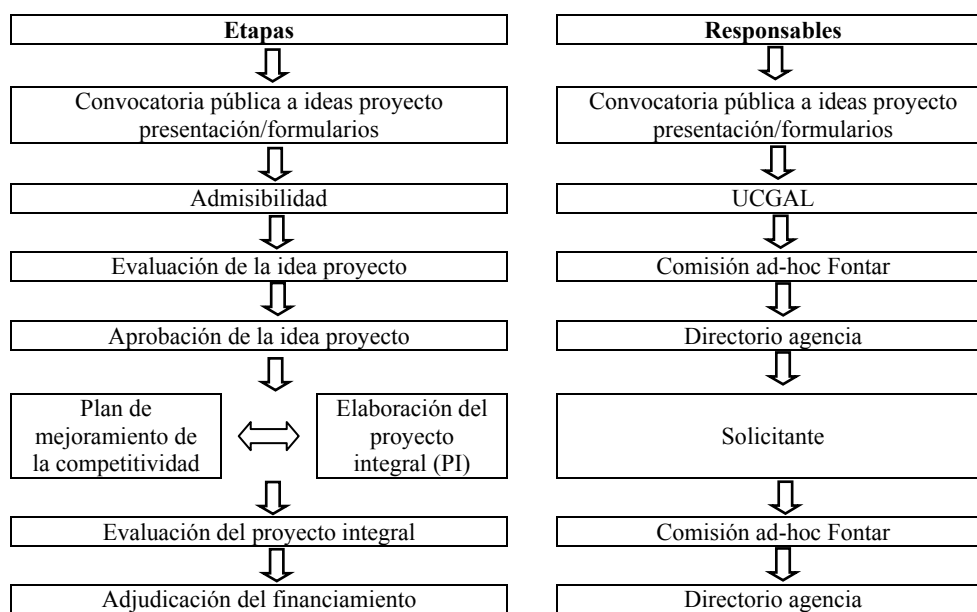 Etapas
Responsables
Convocatoria pública a ideas proyecto
presentación/formularios
Convocatoria pública a ideas proyecto
presentación/formularios
Admisibilidad
UCGAL
Evaluación de la idea proyecto
Comisión ad-hoc Fontar
Aprobación de la idea proyecto
Directorio agencia
Plan de
mejoramiento de
la competitividad
Elaboración del
proyecto
integral (PI)
Solicitante
Evaluación del proyecto integral
Comisión ad-hoc Fontar
Adjudicación del financiamiento
Directorio agencia